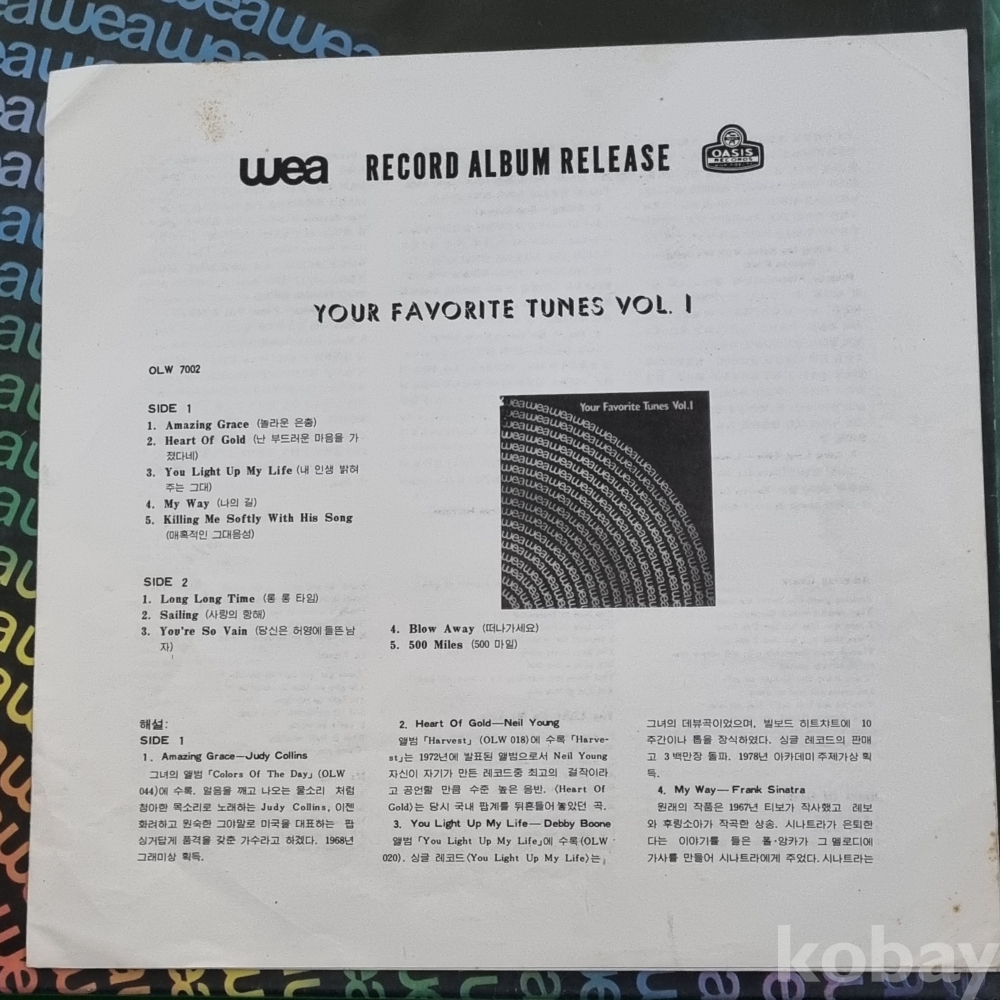 wea RECORD ALBUM RELEASE OASIS RECORDS
YOUR FAVORITE TUNES VOL. 1
OLW 7002
SIDE 1
1. Amazing Grace (놀라운 은총)
2. Heart Of Gold (난 부드러운 마음을 가
졌다네)
3. You Light Up My Life (내 인생 밝혀
주는 그대)
4. My Way (나의 길)
5. Killing Me Softly With His Song
(매혹적인 그대음성)
SIDE 2
1. Long Long Time (롱 롱 타임)
2. Sailing (사랑의 항해)
3. You're So Vain (당신은 허영에 들뜬 남
자)
Your Favorite Tunes Vol.1
4. Blow Away (떠나가세요)
5. 500 Miles (500 마일)
해설:
SIDE 1
1. Amazing Grace—Judy Collins
그녀의 앨범 「Colors Of The Day」(OLW
044)에 수록. 얼음을 깨고 나오는 물소리 처럼
청아한 목소리로 노래하는 Judy Collins, 이젠
화려하고 원숙한 그야말로 미국을 대표하는 팝
싱거답게 품격을 갖춘 가수라고 하겠다. 1968년
그래미상 획득.
2. Heart Of Gold—Neil Young
앨범 「Harvest」(OLW 018)에 수록 「Harve-
st」는 1972년에 발표된 앨범으로서 Neil Young
자신이 자기가 만든 레코드중 최고의 걸작이라
고 공언할 만큼 수준 높은 음반. 〈Heart Of
Gold〉는 당시 국내 팝계를 뒤흔들어 놓았던 곡.
3. You Light Up My Life—Debby Boone
앨범 「You Light Up My Life」에 수록(OLW
020). 싱글 레코드〈You Light Up My Life〉는
그녀의 데뷔곡이었으며, 빌보드 히트챠트에 10
주간이나 톱을 장식하였다. 싱글 레코드의 판매
고 3백만장 돌파. 1978년 아카데미 주제가상 획
득.
4. My Way—Frank Sinatra
원래의 작품은 1967년 티보가 작사했고 레보
와 후랑소아가 작곡한 상송. 시나트라가 은퇴한
다는 이야기를 들은 폴·앙카가 그 멜로디에
가사를 만들어 시나트라에게 주었다. 시나트라는
kobay